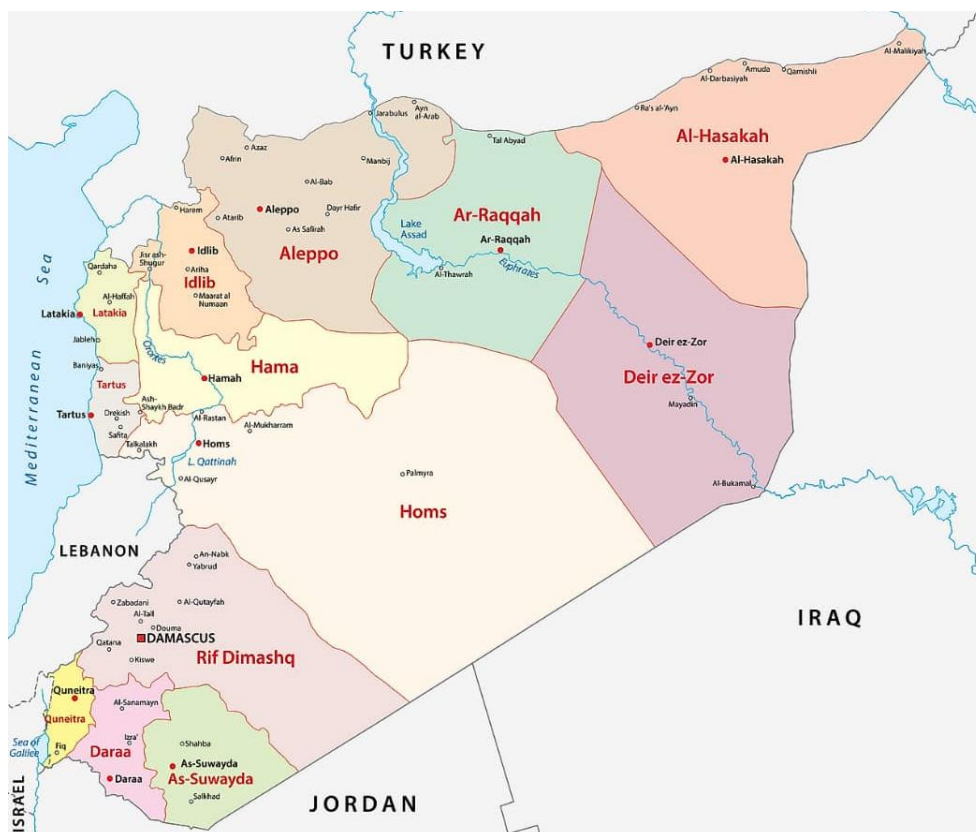 TURKEY
Al-Malikiyah
Amuda
Qamishli
Al-Darbasiyah
Ra's al-'Ayn
Ayn
al-Arab
Jarabulus
Tal Abyad
Al-Hasakah
Al-Hasakah
Azaz
Afrin
Manbij
Al-Bab
Dayr Hafir
Aleppo
As Safirah
Aleppo
Harem
Atarib
Lake
Assad
Ar-Raqqah
Ar-Raqqah
Al-Thawrah
Euphrates
Jisr ash-
Shugur
Idlib
Ariha
Idlib
Maarat al
Numaan
Qardaha
Al-Haffah
Latakia
Latakia
Jableh
Mediterranean Sea
Orontes
Hama
Hamah
Deir ez-Zor
Deir ez-Zor
Mayadin
Al-Bukamal
Baniyas
Tartus
Tartus
Ash-
Shaykh Badr
Drekish
Safita
Talkalakh
Al-Rastan
Al-Mukharram
Homs
L. Qattinah
Al-Qusayr
Palmyra
Homs
LEBANON
An-Nabk
Yabrud
Zabadani
Al-Qutayfah
Al-Tall
Douma
DAMASCUS
Qatana
Kiswe
Rif Dimashq
IRAQ
Quneitra
Quneitra
Al-Sanamayn
Sea of
Galilee
Fiq
Izra'
Daraa
Daraa
Shahba
As-Suwayda
As-Suwayda
Salkhad
ISRAEL
JORDAN